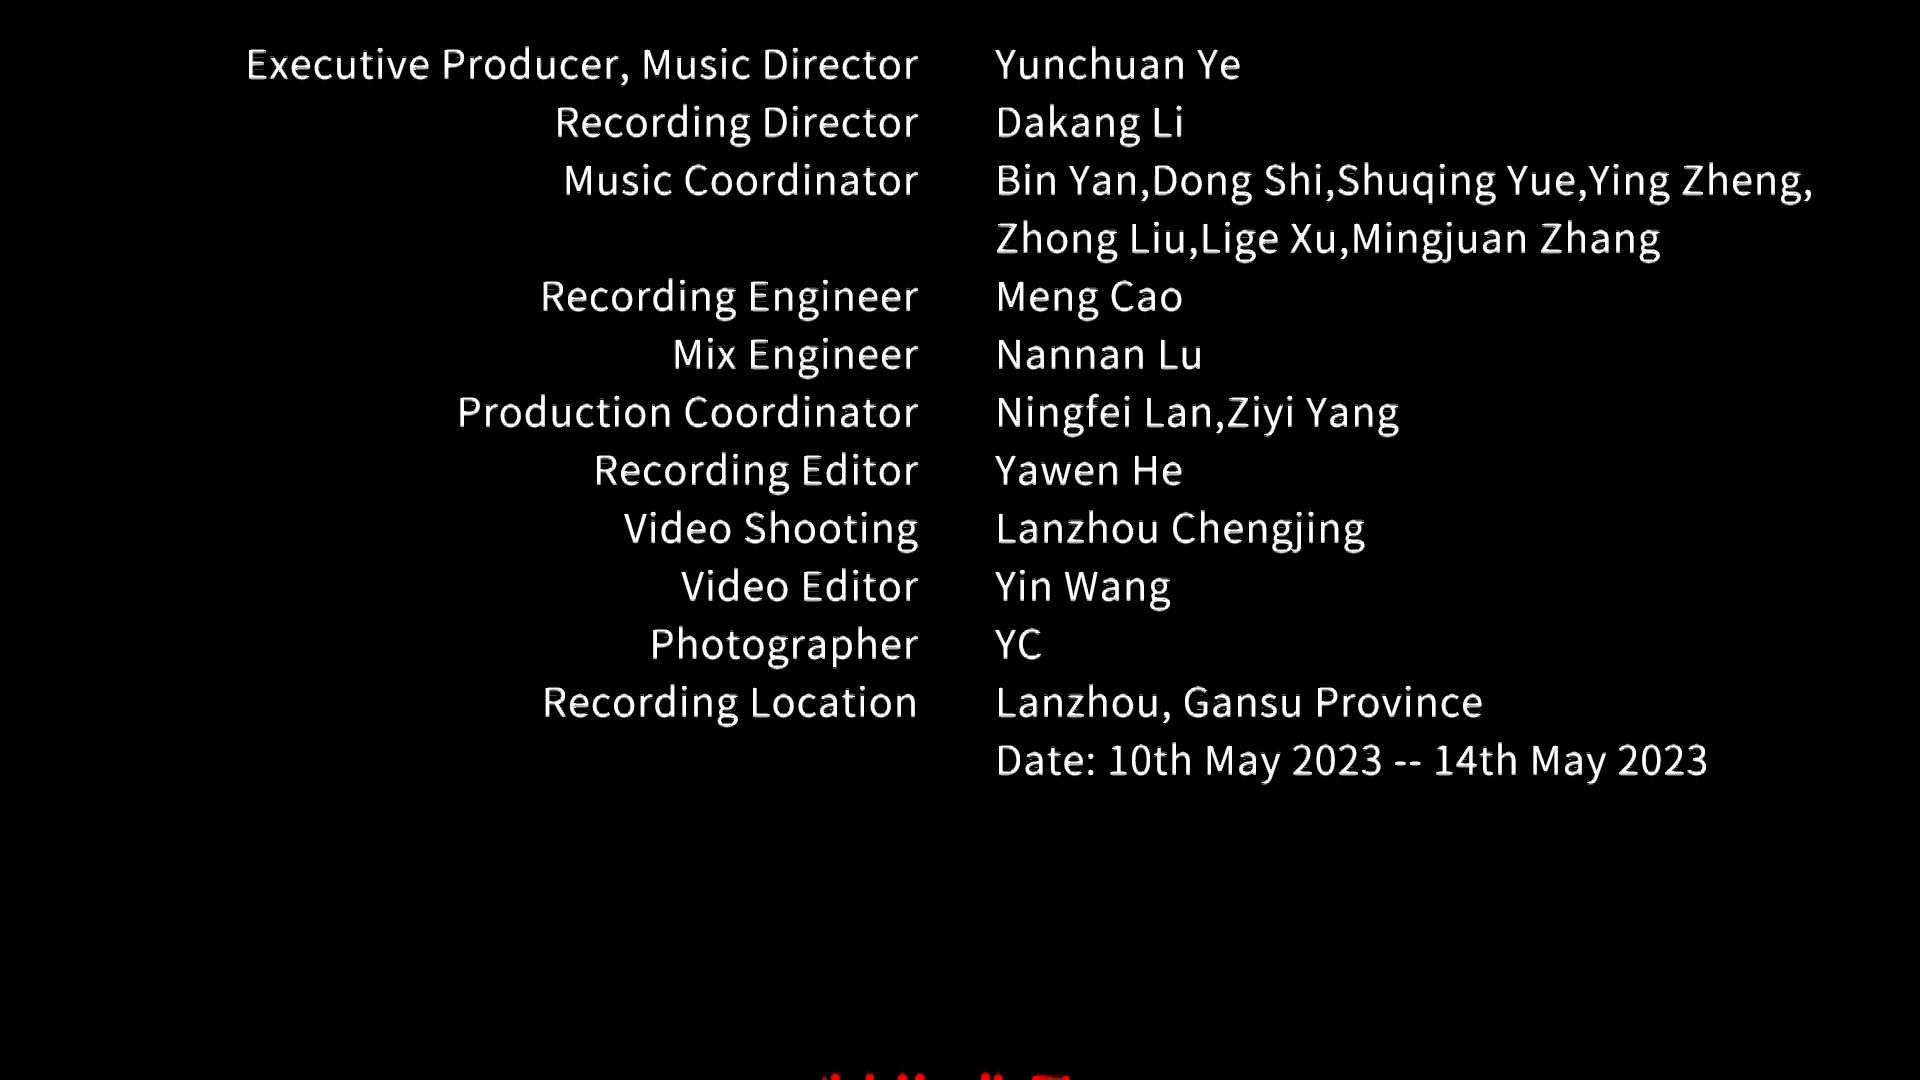 Executive Producer, Music Director Yunchuan Ye
Recording Director Dakang Li
Music Coordinator Bin Yan,Dong Shi,Shuqing Yue,Ying Zheng,
Zhong Liu,Lige Xu,Mingjuan Zhang
Recording Engineer Meng Cao
Mix Engineer Nannan Lu
Production Coordinator Ningfei Lan,Ziyi Yang
Recording Editor Yawen He
Video Shooting Lanzhou Chengjing
Video Editor Yin Wang
Photographer YC
Recording Location Lanzhou, Gansu Province
Date: 10th May 2023 -- 14th May 2023